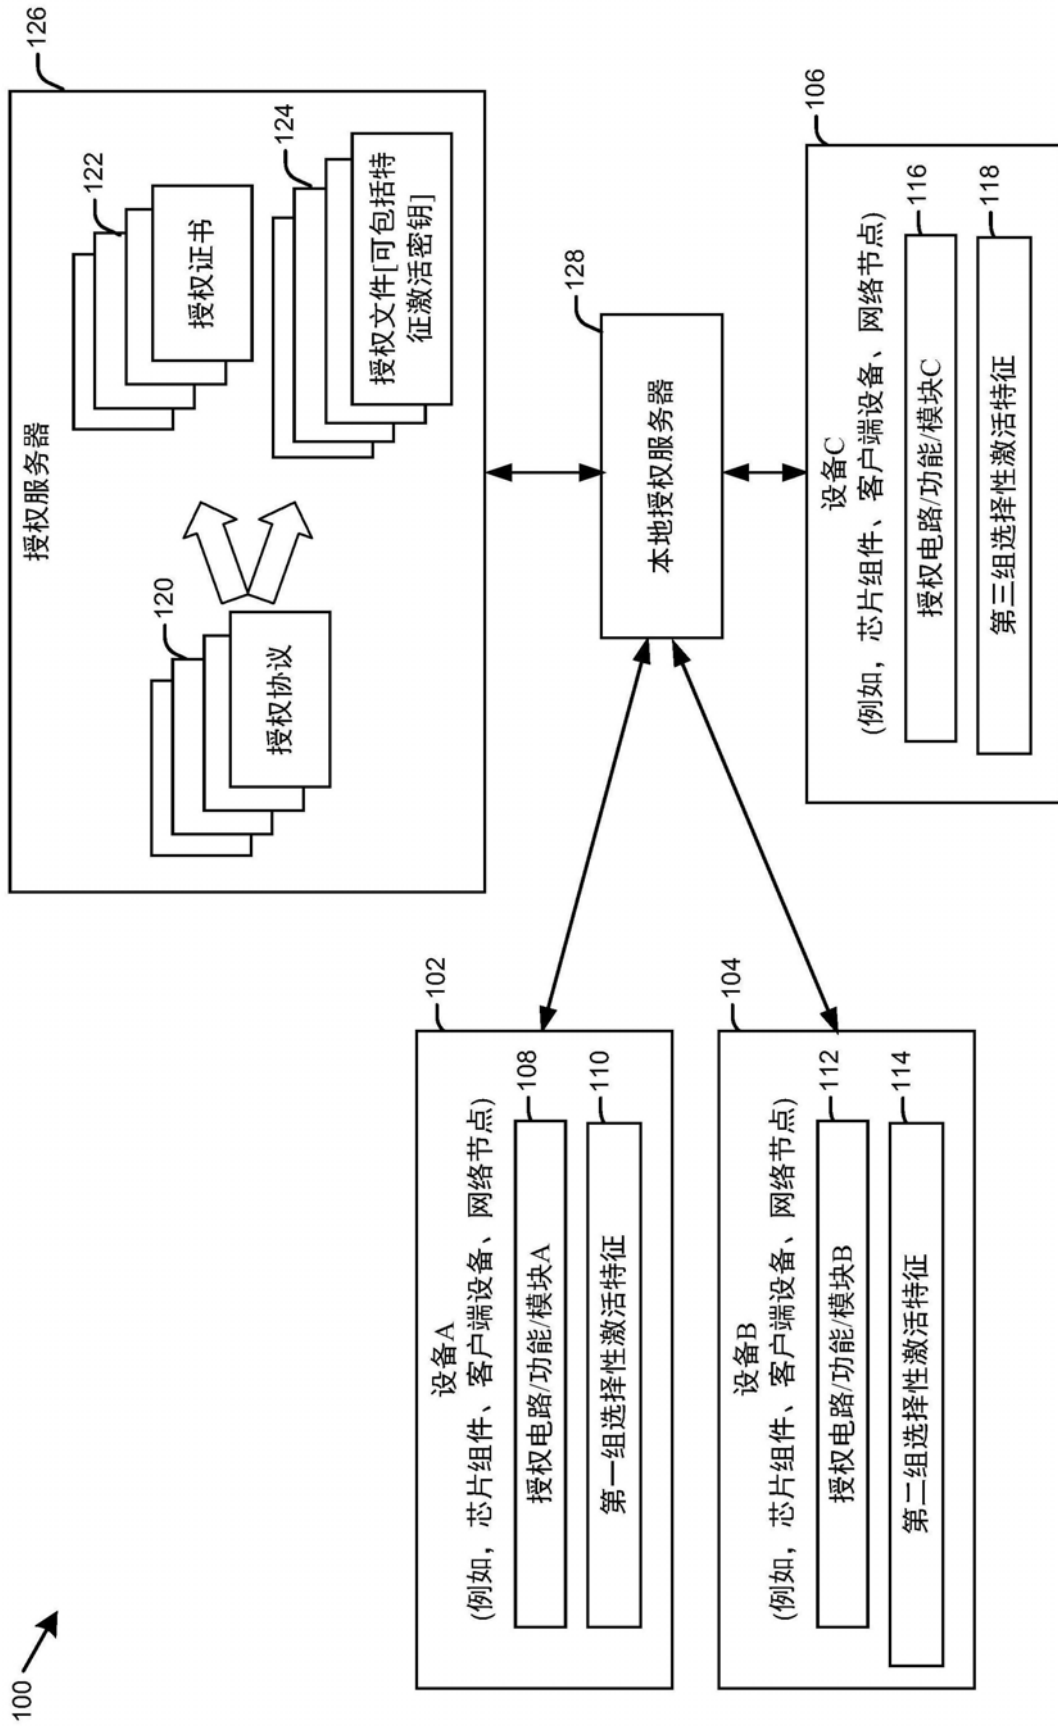 100
126
授权服务器
120
授权协议
122
授权证书
124
授权文件[可包括特
征激活密钥]
128
本地授权服务器
102
设备A
(例如，芯片组件、客户端设备、网络节点)
108
授权电路/功能/模块A
110
第一组选择性激活特征
104
设备B
(例如，芯片组件、客户端设备、网络节点)
112
授权电路/功能/模块B
114
第二组选择性激活特征
106
设备C
(例如，芯片组件、客户端设备、网络节点)
116
授权电路/功能/模块C
118
第三组选择性激活特征